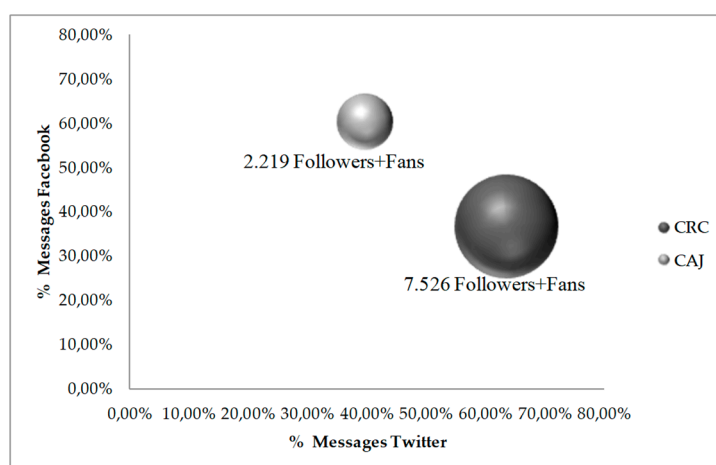 80,00%
70,00%
60,00%
50,00%
40,00%
30,00%
20,00%
10,00%
0,00%
% Messages Facebook
2.219 Followers+Fans
7.526 Followers+Fans
CRC
CAJ
0,00% 10,00% 20,00% 30,00% 40,00% 50,00% 60,00% 70,00% 80,00%
% Messages Twitter